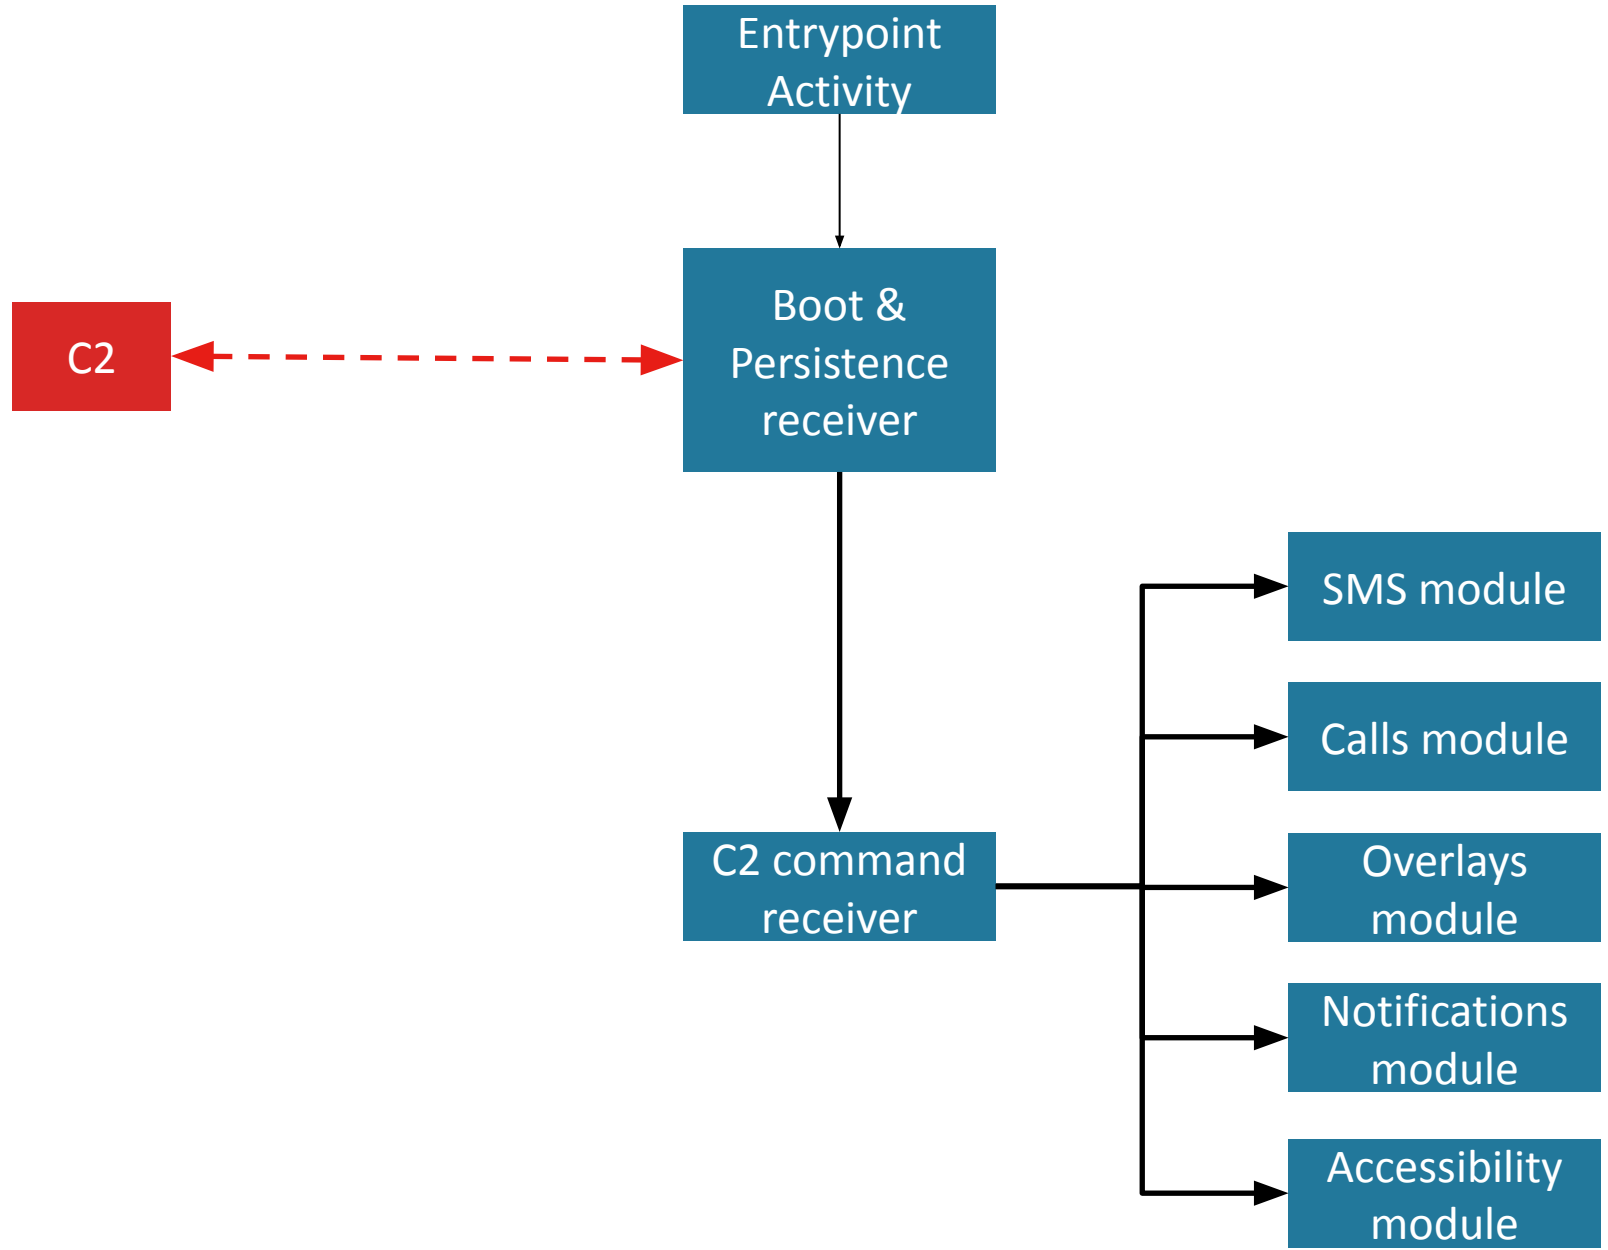 Entrypoint
Activity
C2
Boot &
Persistence
receiver
C2 command
receiver
SMS module
Calls module
Overlays
module
Notifications
module
Accessibility
module